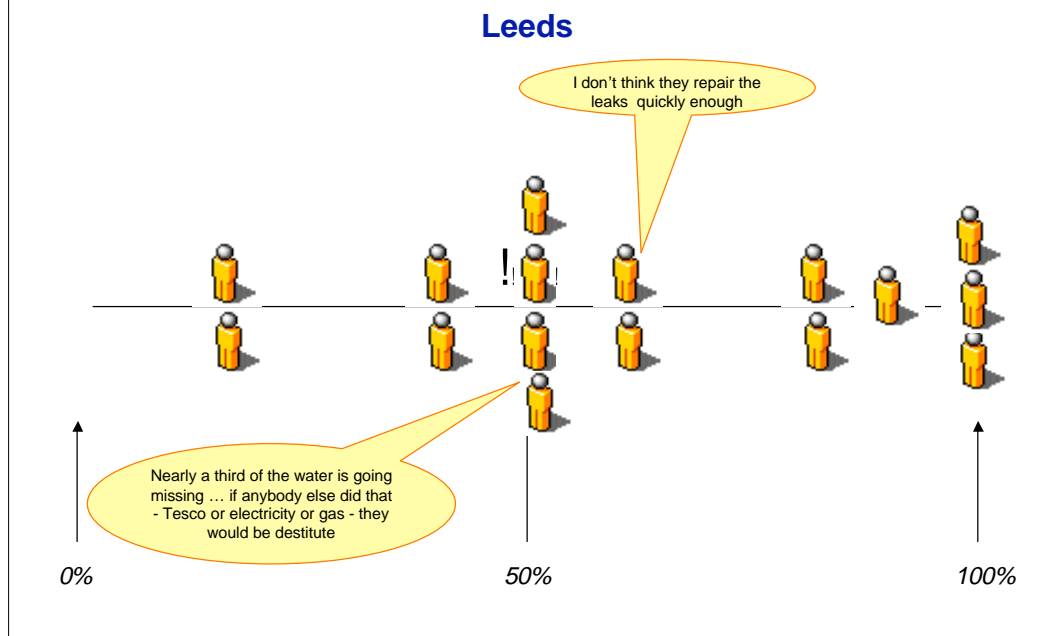 Leeds
I don't think they repair the
leaks quickly enough
!
Nearly a third of the water is going
missing … if anybody else did that
- Tesco or electricity or gas - they
would be destitute
0%
50%
100%